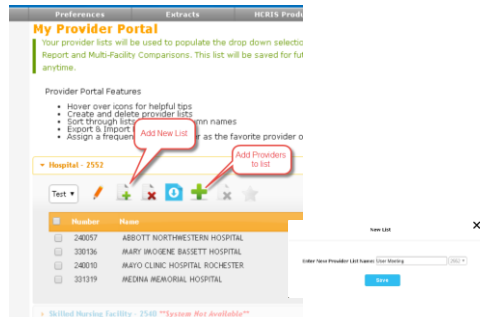 Preferences Extracts HCRIS Produ
My Provider Portal
Your provider lists will be used to populate the drop down selectio
Report and Multi-Facility Comparisons. This list will be saved for fut
anytime.
Provider Portal Features
Hover over icons for helpful tips
Create and delete provider lists
Sort through lists mn names
Export & Import
Assign a frequen er as the favorite provider o
Add New List
Add Providers
to list
Hospital - 2552
Test
Number Name
240057 ABBOTT NORTHWESTERN HOSPITAL
330136 MARY IMOGENE BASSETT HOSPITAL
240010 MAYO CLINIC HOSPITAL ROCHESTER
331319 MEDINA MEMORIAL HOSPITAL
New List
X
Enter New Provider List Name: User Meeting 2552
Save
Skilled Nursing Facility - 2540 **System Not Available**